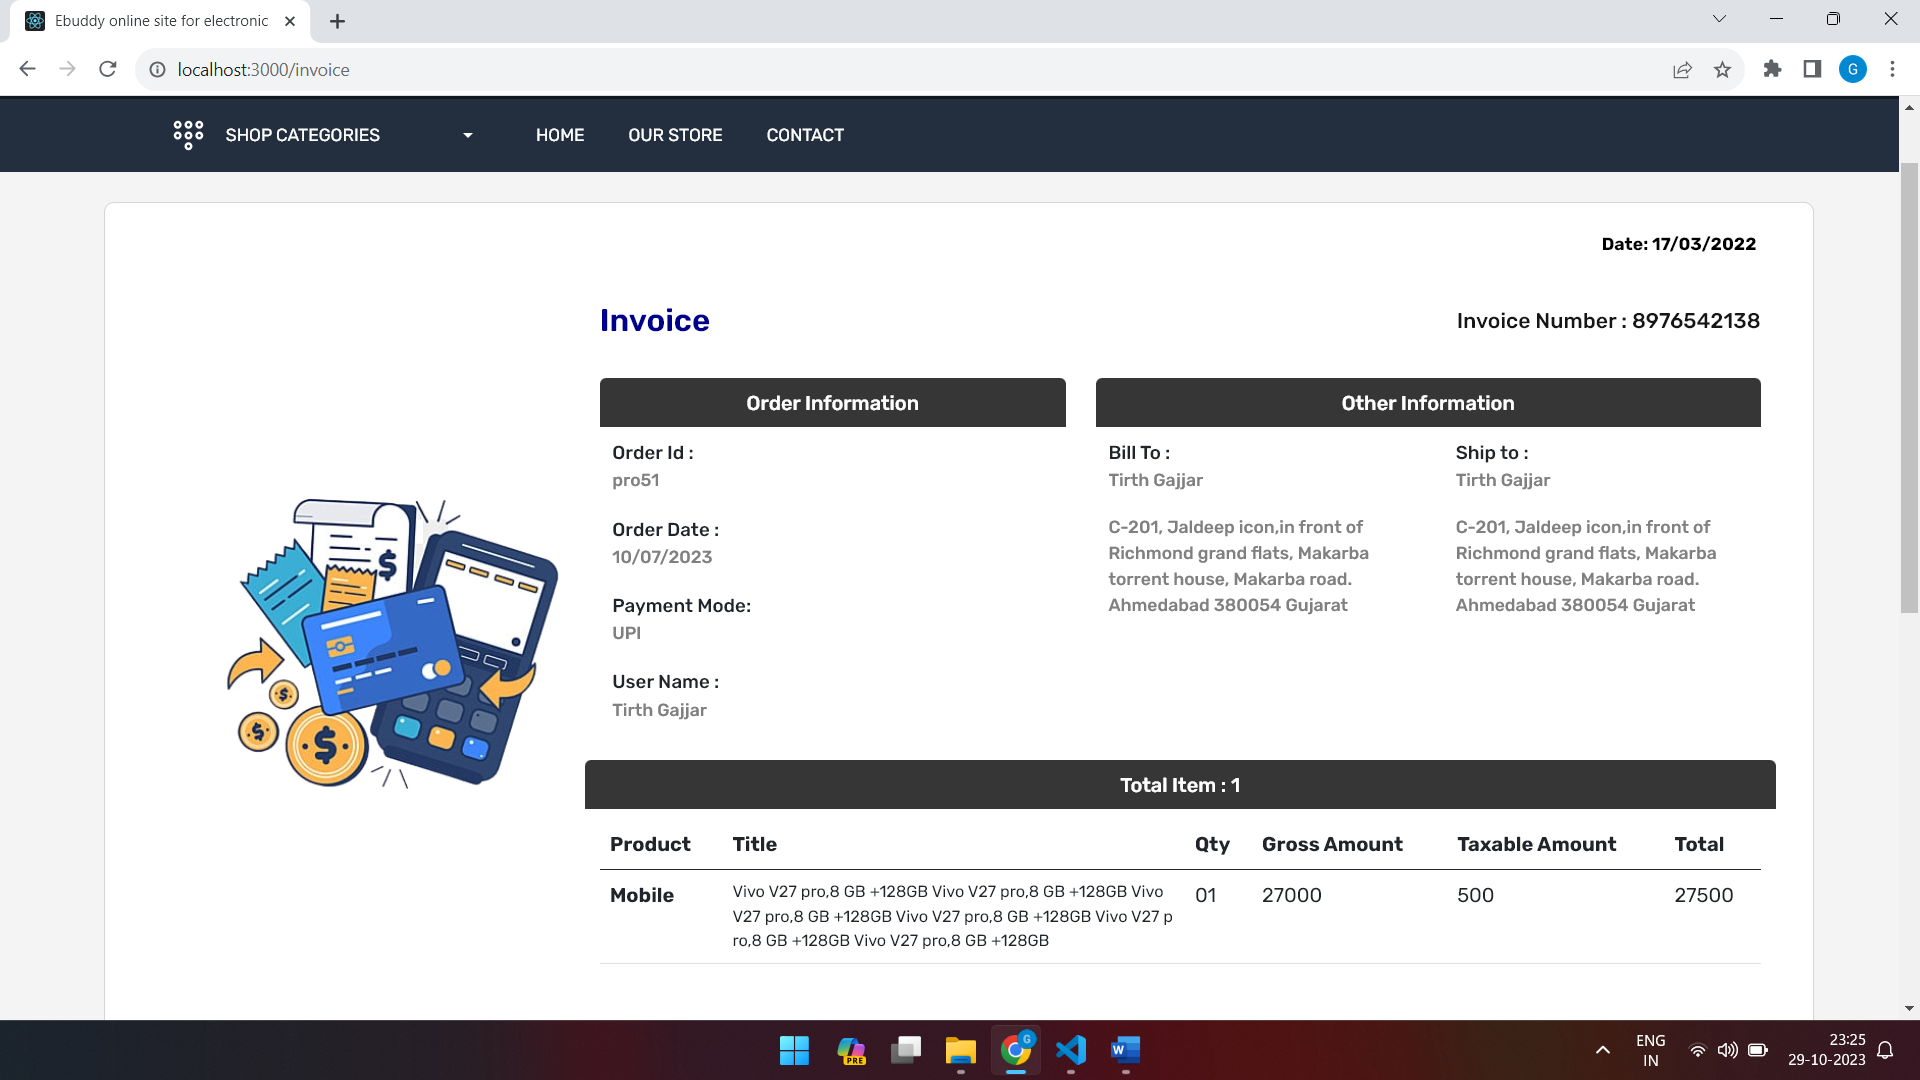 Ebuddy online site for electronic
localhost:3000/invoice
G
SHOP CATEGORIES
HOME
OUR STORE
CONTACT
Date: 17/03/2022
Invoice
Invoice Number : 8976542138
Order Information
Other Information
Order Id :
pro51
Order Date :
10/07/2023
Payment Mode:
UPI
User Name :
Tirth Gajjar
Bill To :
Tirth Gajjar
C-201, Jaldeep icon,in front of
Richmond grand flats, Makarba
torrent house, Makarba road.
Ahmedabad 380054 Gujarat
Ship to :
Tirth Gajjar
C-201, Jaldeep icon,in front of
Richmond grand flats, Makarba
torrent house, Makarba road.
Ahmedabad 380054 Gujarat
Total Item : 1
Product Title Qty Gross Amount Taxable Amount Total
Mobile
Vivo V27 pro,8 GB +128GB Vivo V27 pro,8 GB +128GB Vivo
V27 pro,8 GB +128GB Vivo V27 pro,8 GB +128GB Vivo V27 p
ro,8 GB +128GB Vivo V27 pro,8 GB +128GB
01
27000
500
27500
PRE
G
W
ENG
IN
23:25
29-10-2023